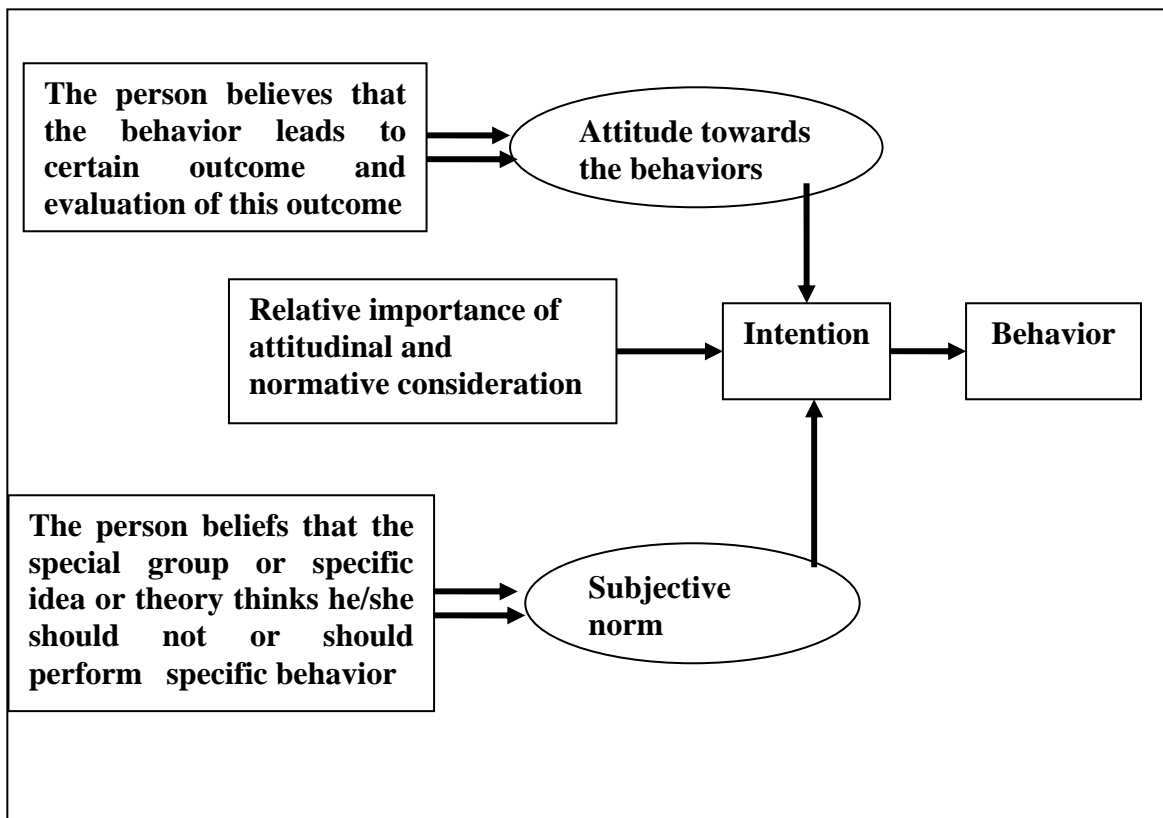 The person believes that
the behavior leads to
certain outcome and
evaluation of this outcome
Attitude towards
the behaviors
Relative importance of
attitudinal and
normative consideration
Intention
Behavior
The person beliefs that the
special group or specific
idea or theory thinks he/she
should not or should
perform specific behavior
Subjective
norm